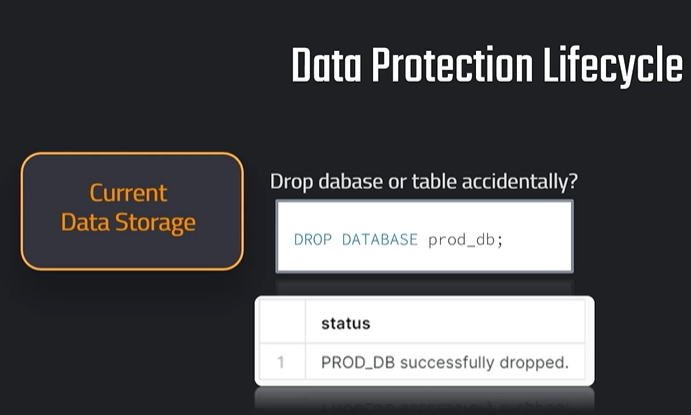 Data Protection Lifecycle
Current
Data Storage
Drop dabase or table accidentally?
DROP DATABASE prod_db;
status
1 PROD_DB successfully dropped.